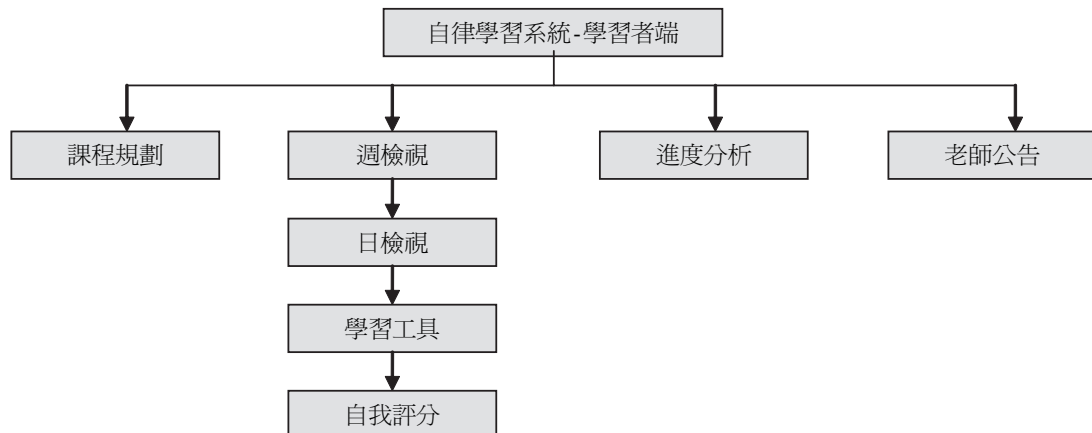 自律學習系統-學習者端
課程規劃
週檢視
進度分析
老師公告
日檢視
學習工具
自我評分